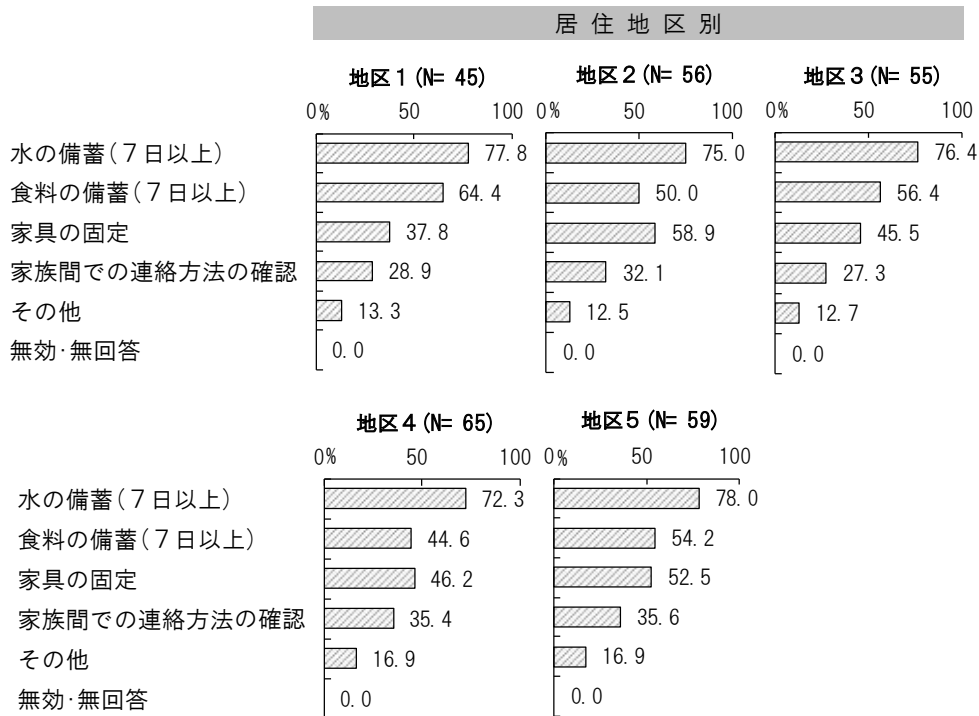 居住地区別
地区1(N= 45) 地区2(N= 56) 地区3(N= 55)
0% 50 100 0% 50 100 0% 50 100
水の備蓄(7日以上) 77.8 75.0 76.4
食料の備蓄(7日以上) 64.4 50.0 56.4
家具の固定 37.8 58.9 45.5
家族間での連絡方法の確認 28.9 32.1 27.3
その他 13.3 12.5 12.7
無効・無回答 0.0 0.0 0.0
地区4(N= 65) 地区5(N= 59)
0% 50 100 0% 50 100
水の備蓄(7日以上) 72.3 78.0
食料の備蓄(7日以上) 44.6 54.2
家具の固定 46.2 52.5
家族間での連絡方法の確認 35.4 35.6
その他 16.9 16.9
無効・無回答 0.0 0.0